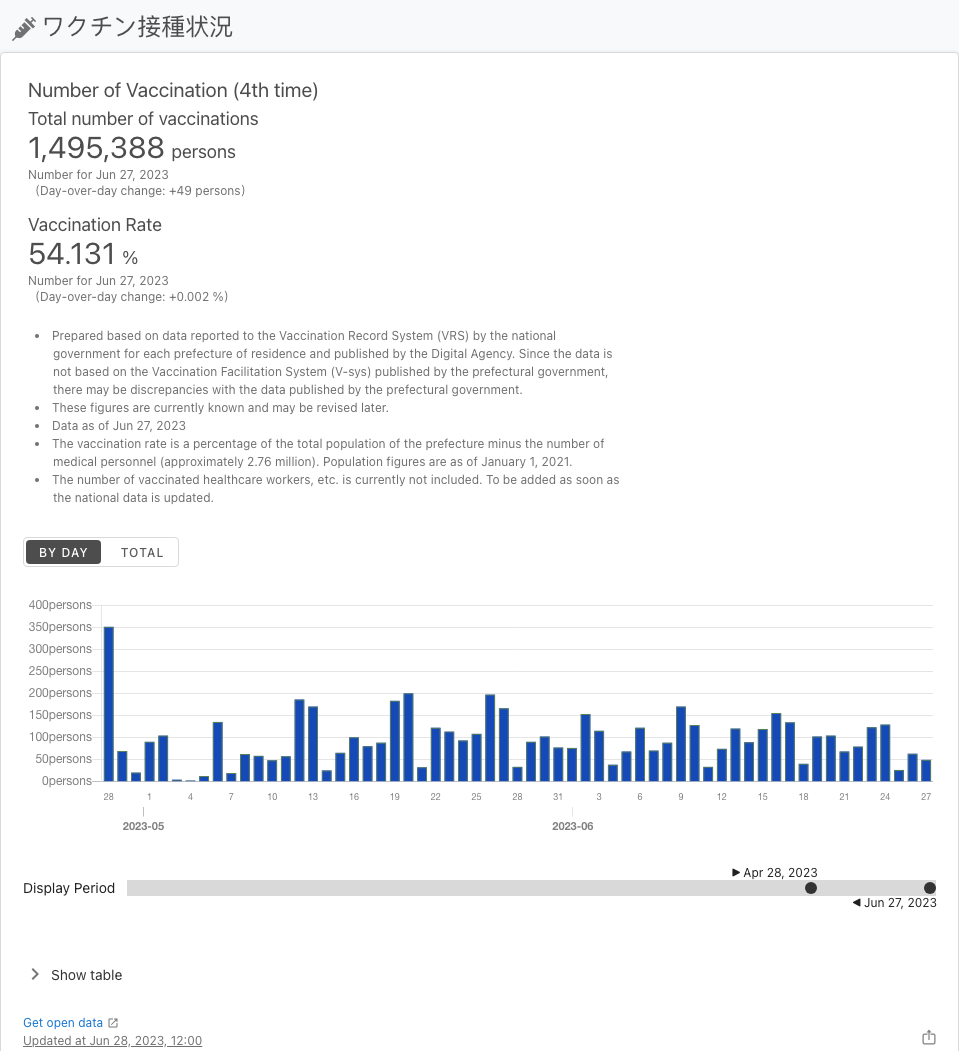 ワクチン接種状況
Number of Vaccination (4th time)
Total number of vaccinations
1,495,388 persons
Number for Jun 27, 2023
(Day-over-day change: +49 persons)
Vaccination Rate
54.131 %
Number for Jun 27, 2023
(Day-over-day change: +0.002 %)
• Prepared based on data reported to the Vaccination Record System (VRS) by the national
government for each prefecture of residence and published by the Digital Agency. Since the data is
not based on the Vaccination Facilitation System (V-sys) published by the prefectural government,
there may be discrepancies with the data published by the prefectural government.
• These figures are currently known and may be revised later.
• Data as of Jun 27, 2023
• The vaccination rate is a percentage of the total population of the prefecture minus the number of
medical personnel (approximately 2.76 million). Population figures are as of January 1, 2021.
• The number of vaccinated healthcare workers, etc. is currently not included. To be added as soon as
the national data is updated.
BY DAY TOTAL
400persons
350persons
300persons
250persons
200persons
150persons
100persons
50persons
0persons
28 1 4 7 10 13 16 19 22 25 28 31 3 6 9 12 15 18 21 24 27
2023-05 2023-06
▶ Apr 28, 2023
Display Period
◀ Jun 27, 2023
Show table
Get open data
Updated at Jun 28, 2023, 12:00